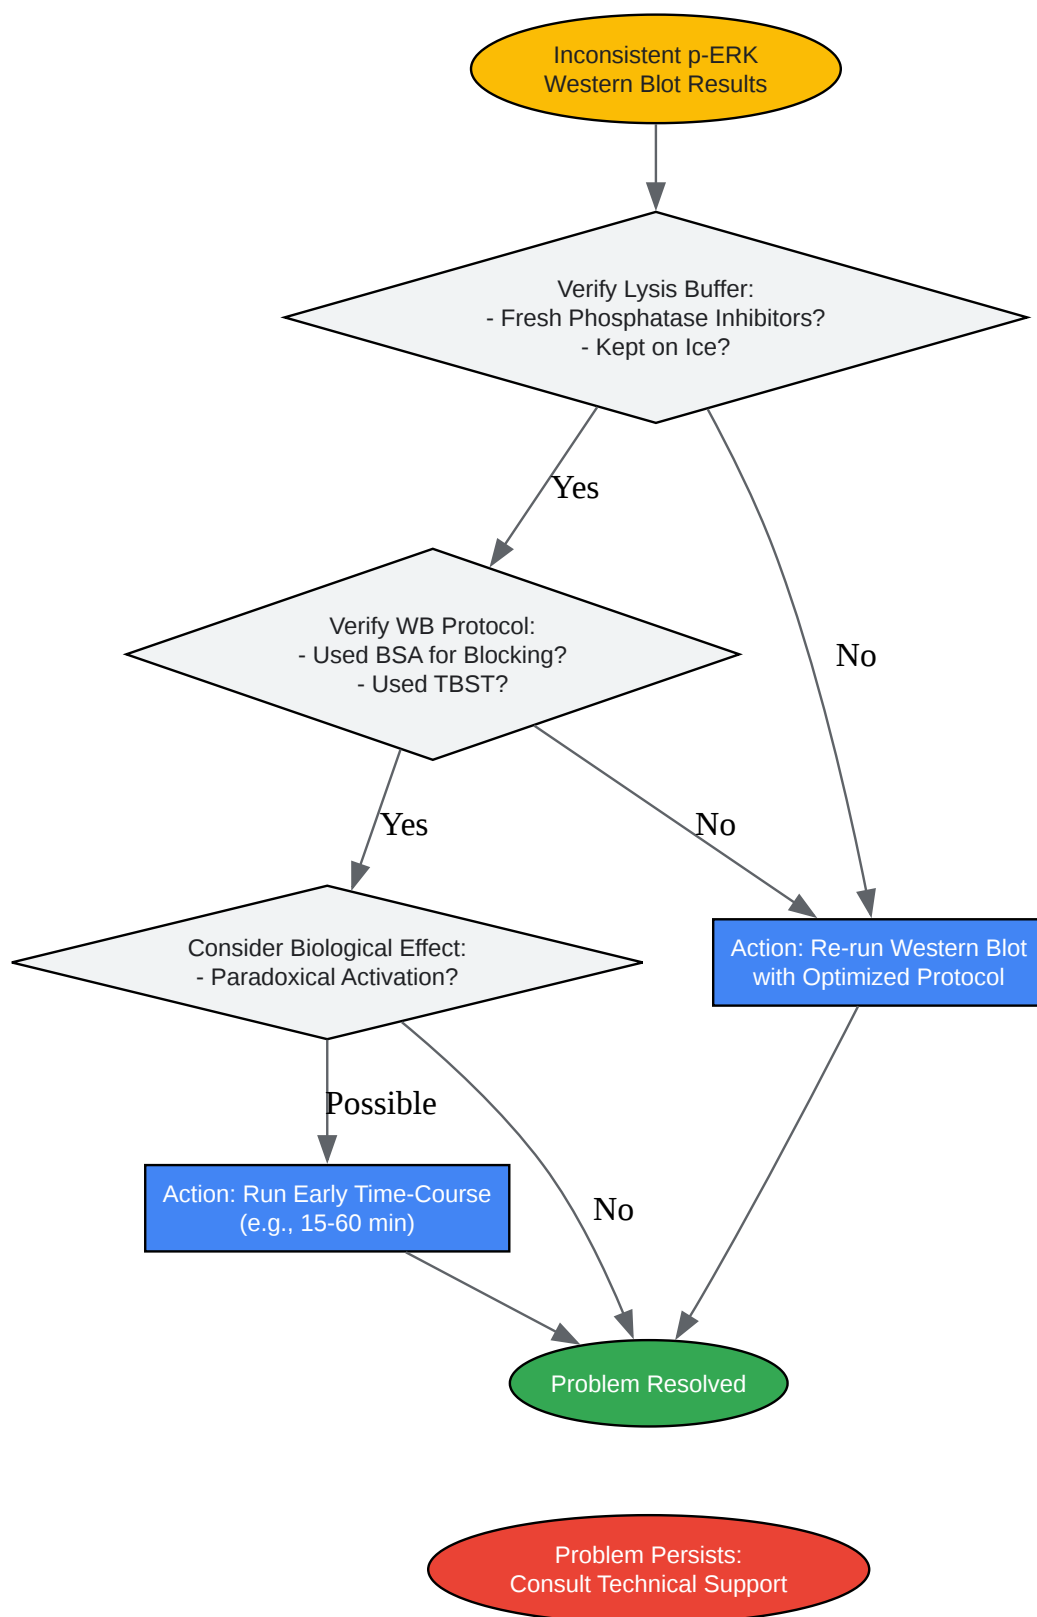 Inconsistent p-ERK
Western Blot Results
Verify Lysis Buffer:
- Fresh Phosphatase Inhibitors?
- Kept on Ice?
Yes
No
Verify WB Protocol:
- Used BSA for Blocking?
- Used TBST?
Yes
No
Consider Biological Effect:
- Paradoxical Activation?
Action: Re-run Western Blot
with Optimized Protocol
Possible
No
Action: Run Early Time-Course
(e.g., 15-60 min)
Problem Resolved
Problem Persists:
Consult Technical Support